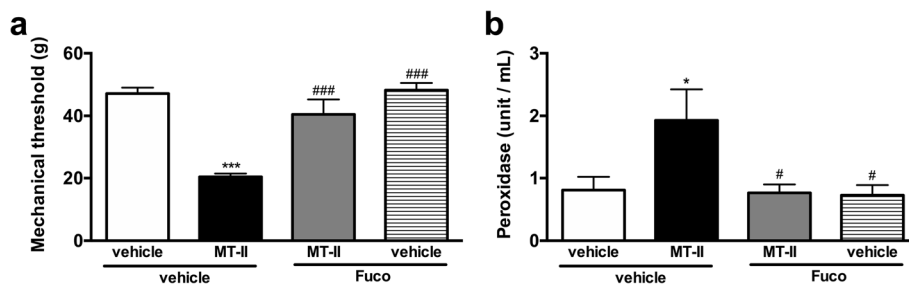 a
Mechanical threshold (g)
60
40
20
0
***
###
###
vehicle MT-II MT-II vehicle
vehicle Fuco
b
Peroxidase (unit / mL)
3
2
1
0
*
#
#
vehicle MT-II MT-II vehicle
vehicle Fuco